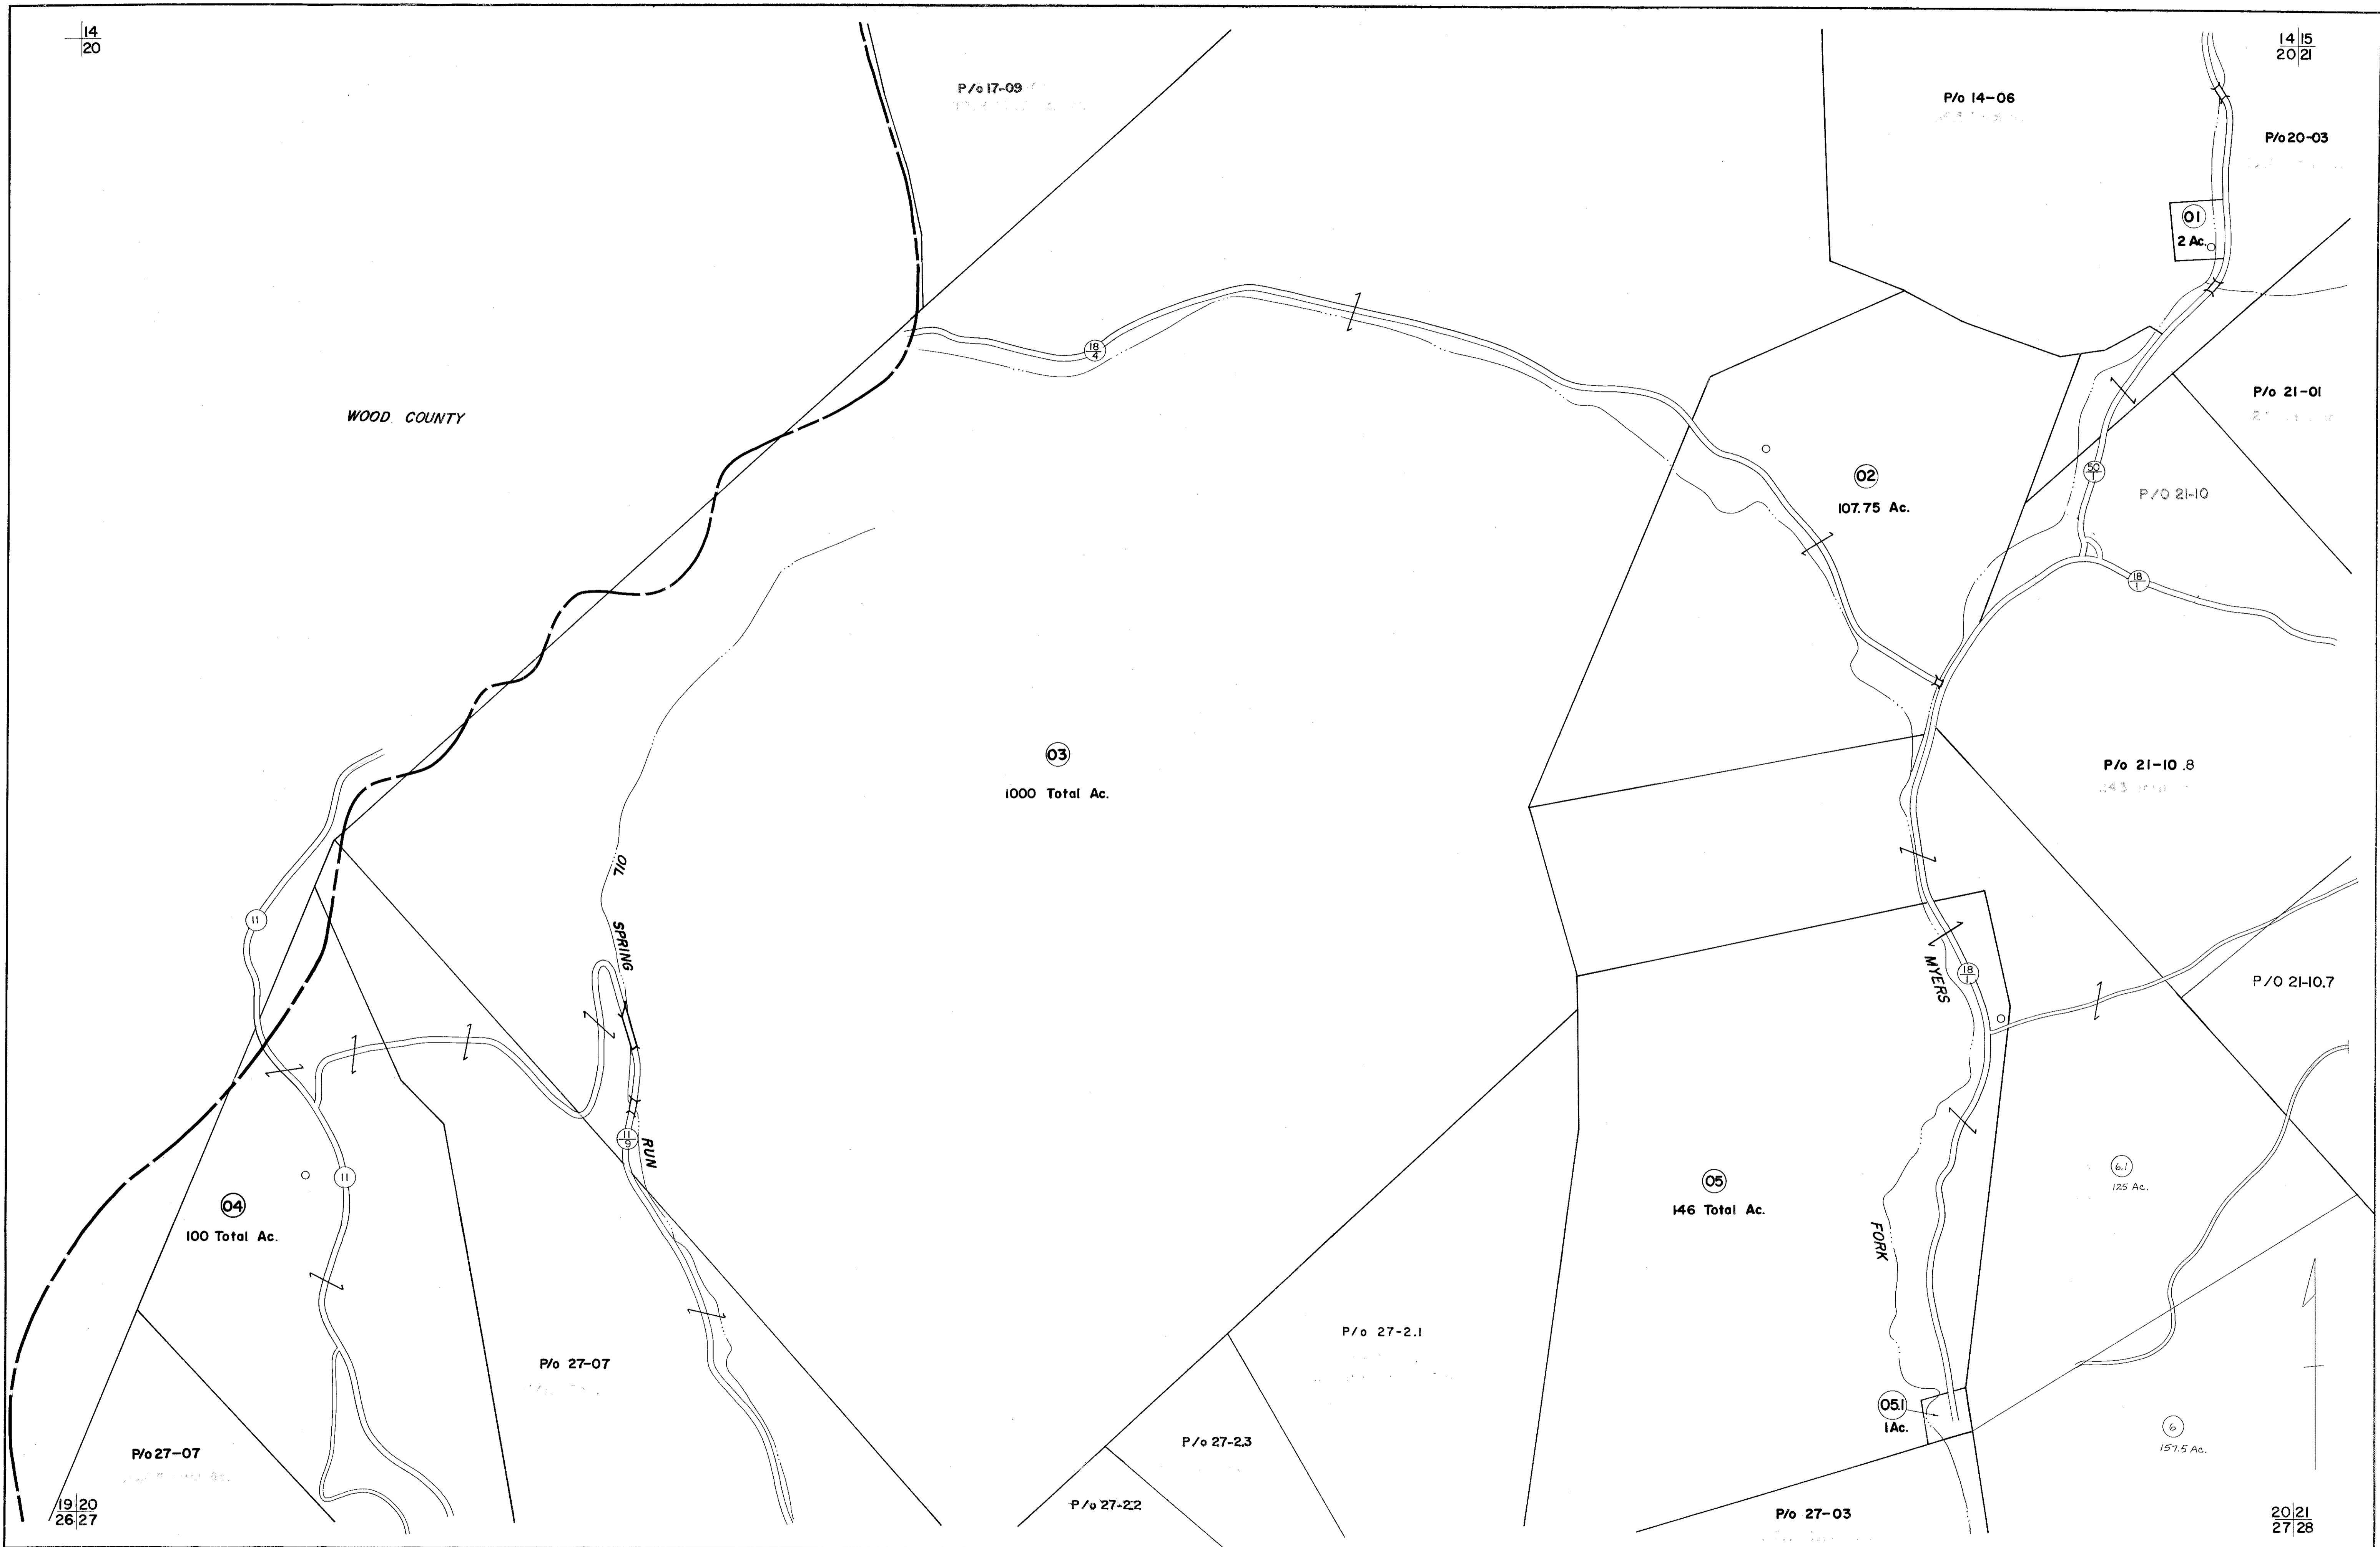 14
20
14 15
20 21
P/o 17-09
P/o 14-06
P/o 20-03
01
2 Ac.
18
4
WOOD COUNTY
P/o 21-01
50
1
02
107.75 Ac.
P/O 21-10
18
1
03
1000 Total Ac.
P/o 21-10 .8
OIL
SPRING
RUN
11
MYERS
18
1
FORK
P/O 21-10.7
11
9
11
04
100 Total Ac.
05
146 Total Ac.
6.1
125 Ac.
P/o 27-07
P/o 27-2.1
05.1
1 Ac.
P/o 27-07
P/o 27-2.3
6
157.5 Ac.
P/o 27-2.2
P/o 27-03
19 20
26 27
20 21
27 28